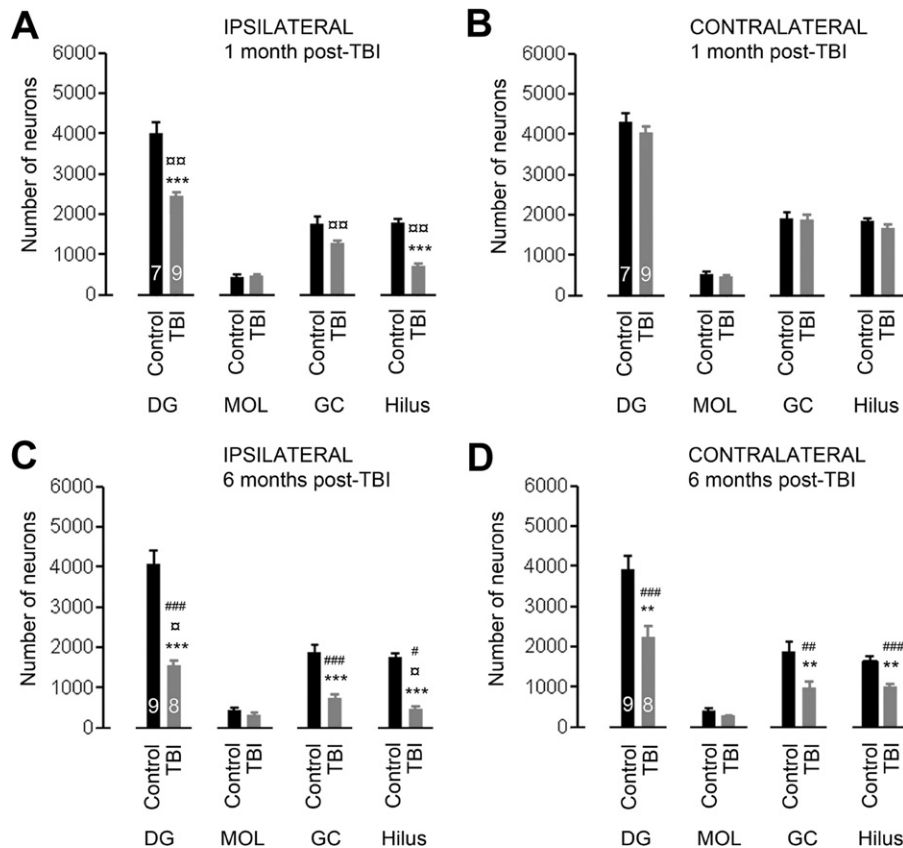 A
IPSILATERAL
1 month post-TBI
Number of neurons
6000
5000
4000
3000
2000
1000
0
¤¤
***
7
9
¤¤
¤¤
***
Control
TBI
Control
TBI
Control
TBI
Control
TBI
DG
MOL
GC
Hilus
B
CONTRALATERAL
1 month post-TBI
Number of neurons
6000
5000
4000
3000
2000
1000
0
7
9
Control
TBI
Control
TBI
Control
TBI
Control
TBI
DG
MOL
GC
Hilus
C
IPSILATERAL
6 months post-TBI
Number of neurons
6000
5000
4000
3000
2000
1000
0
###
¤
***
9
8
###
***
#
¤
***
Control
TBI
Control
TBI
Control
TBI
Control
TBI
DG
MOL
GC
Hilus
D
CONTRALATERAL
6 months post-TBI
Number of neurons
6000
5000
4000
3000
2000
1000
0
###
**
9
8
##
**
###
**
Control
TBI
Control
TBI
Control
TBI
Control
TBI
DG
MOL
GC
Hilus